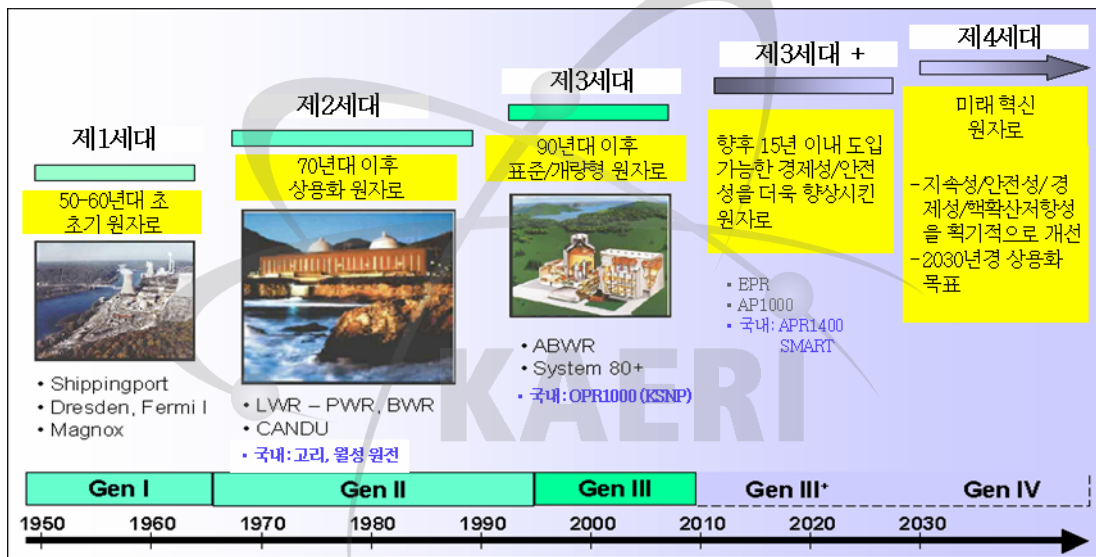 제1세대
50-60년대 초
초기 원자로
• Shippingport
• Dresden, Fermi I
• Magnox
제2세대
70년대 이후
상용화 원자로
• LWR – PWR, BWR
• CANDU
• 국내: 고리, 월성 원전
제3세대
90년대 이후
표준/개량형 원자로
• ABWR
• System 80+
• 국내: OPR1000 (KSNP)
제3세대 +
향후 15년 이내 도입
가능한 경제성/안전
성을 더욱 향상시킨
원자로
• EPR
• AP1000
• 국내: APR1400
SMART
제4세대
미래 혁신
원자로
-지속성/안전성/경
제성/핵확산저항성
을 획기적으로 개선
-2030년경 상용화
목표
KAERI
Gen I
Gen II
Gen III
Gen III+
Gen IV
1950 1960 1970 1980 1990 2000 2010 2020 2030